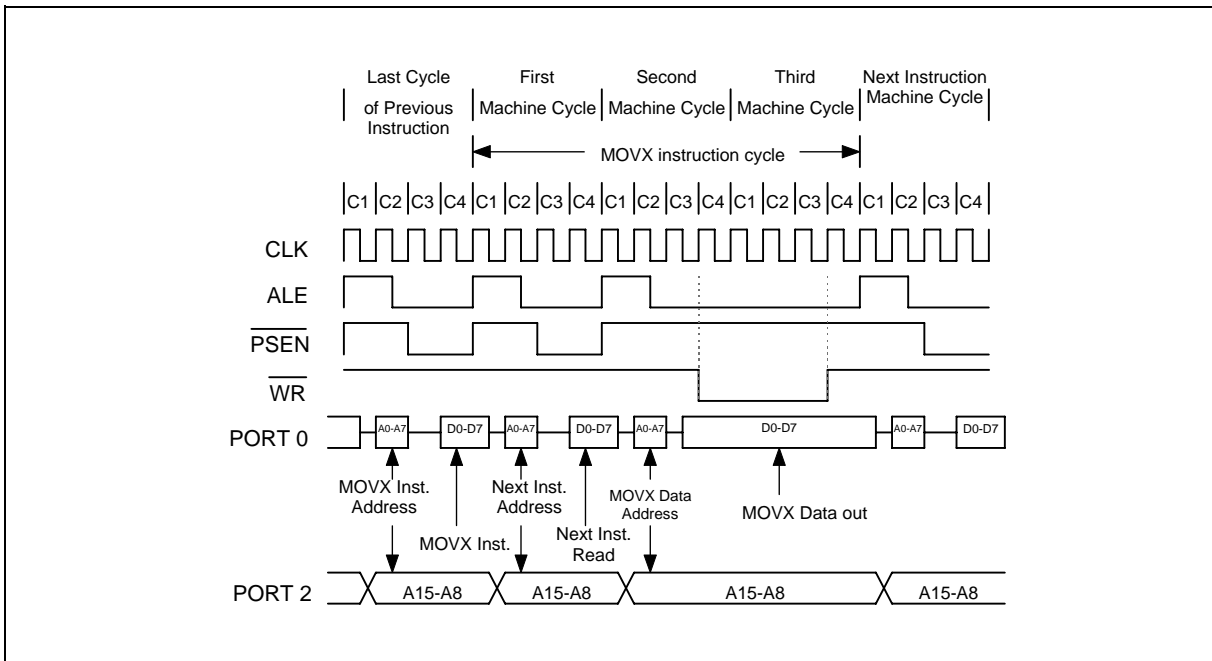 Last Cycle
of Previous
Instruction
First
Machine Cycle
Second
Machine Cycle
Third
Machine Cycle
Next Instruction
Machine Cycle
MOVX instruction cycle
C1 C2 C3 C4 C1 C2 C3 C4 C1 C2 C3 C4 C1 C2 C3 C4 C1 C2 C3 C4
CLK
ALE
PSEN
WR
PORT 0
A0-A7 D0-D7 A0-A7 D0-D7 A0-A7 D0-D7 A0-A7 D0-D7
MOVX Inst.
Address
MOVX Inst.
Next Inst.
Address
Next Inst.
Read
MOVX Data
Address
MOVX Data out
PORT 2
A15-A8 A15-A8 A15-A8 A15-A8